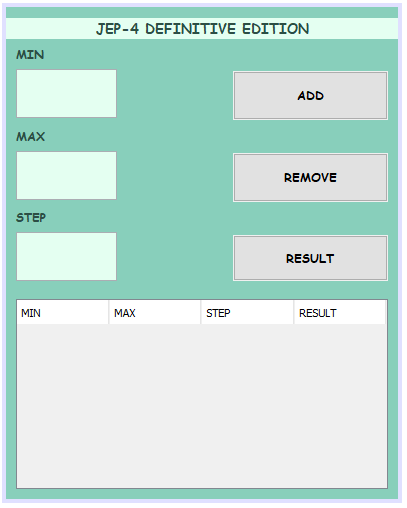 JEP-4 DEFINITIVE EDITION
MIN
ADD
MAX
REMOVE
STEP
RESULT
MIN MAX STEP RESULT